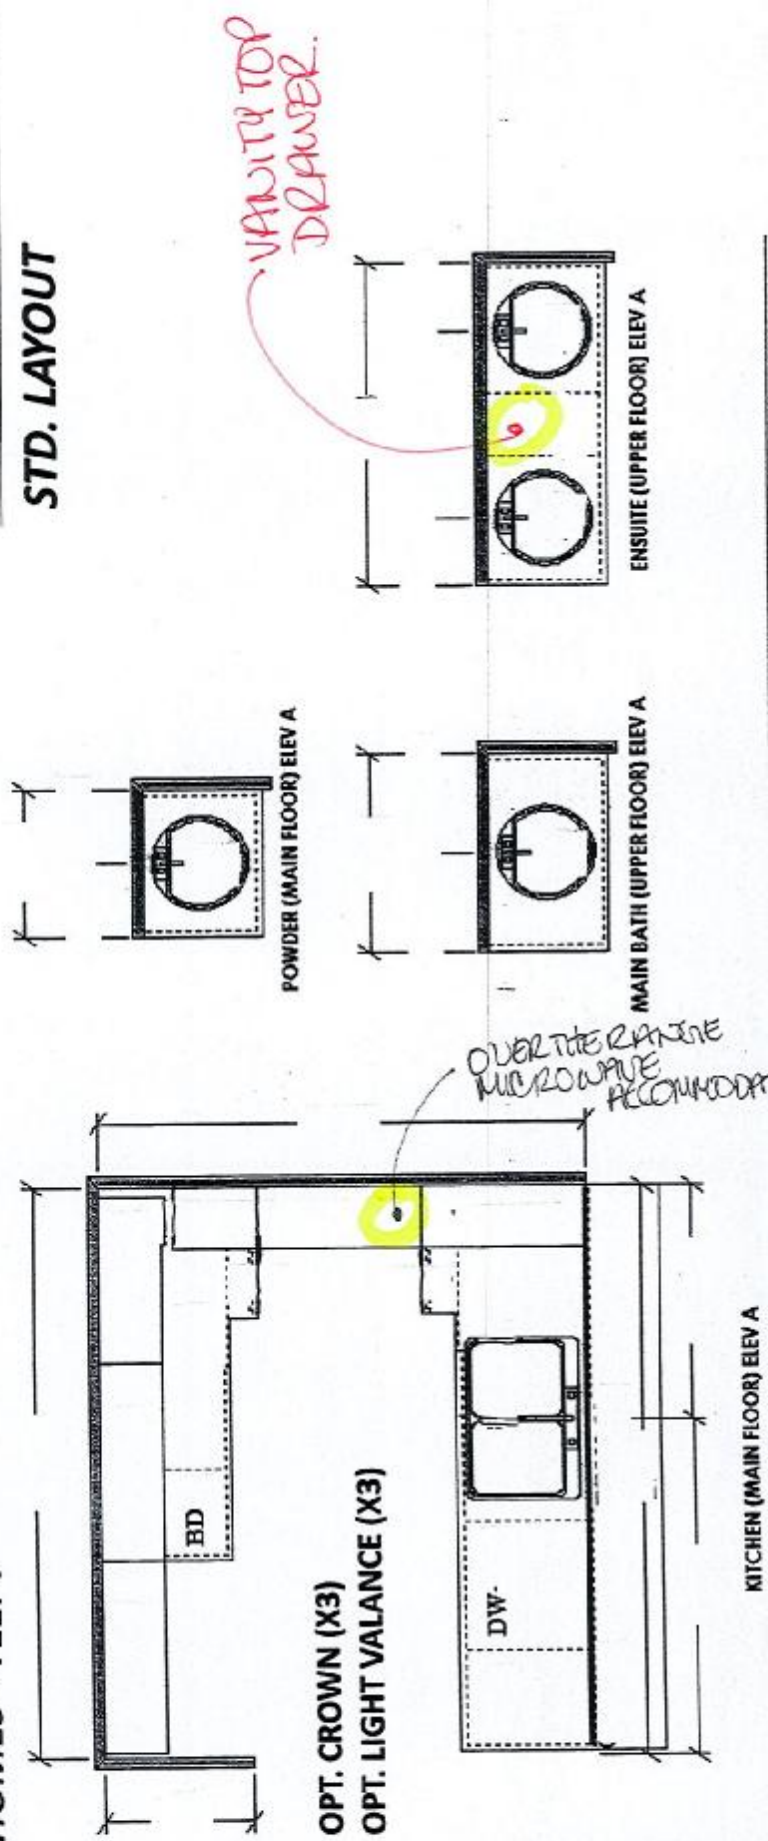 STD. LAYOUT
VANITY TOP
DRAWER.
POWDER (MAIN FLOOR) ELEV A
ENSUITE (UPPER FLOOR) ELEV A
MAIN BATH (UPPER FLOOR) ELEV A
OVER THE RANGE
MICROWAVE
BD
OPT. CROWN (X3)
OPT. LIGHT VALANCE (X3)
DW-
KITCHEN (MAIN FLOOR) ELEV A